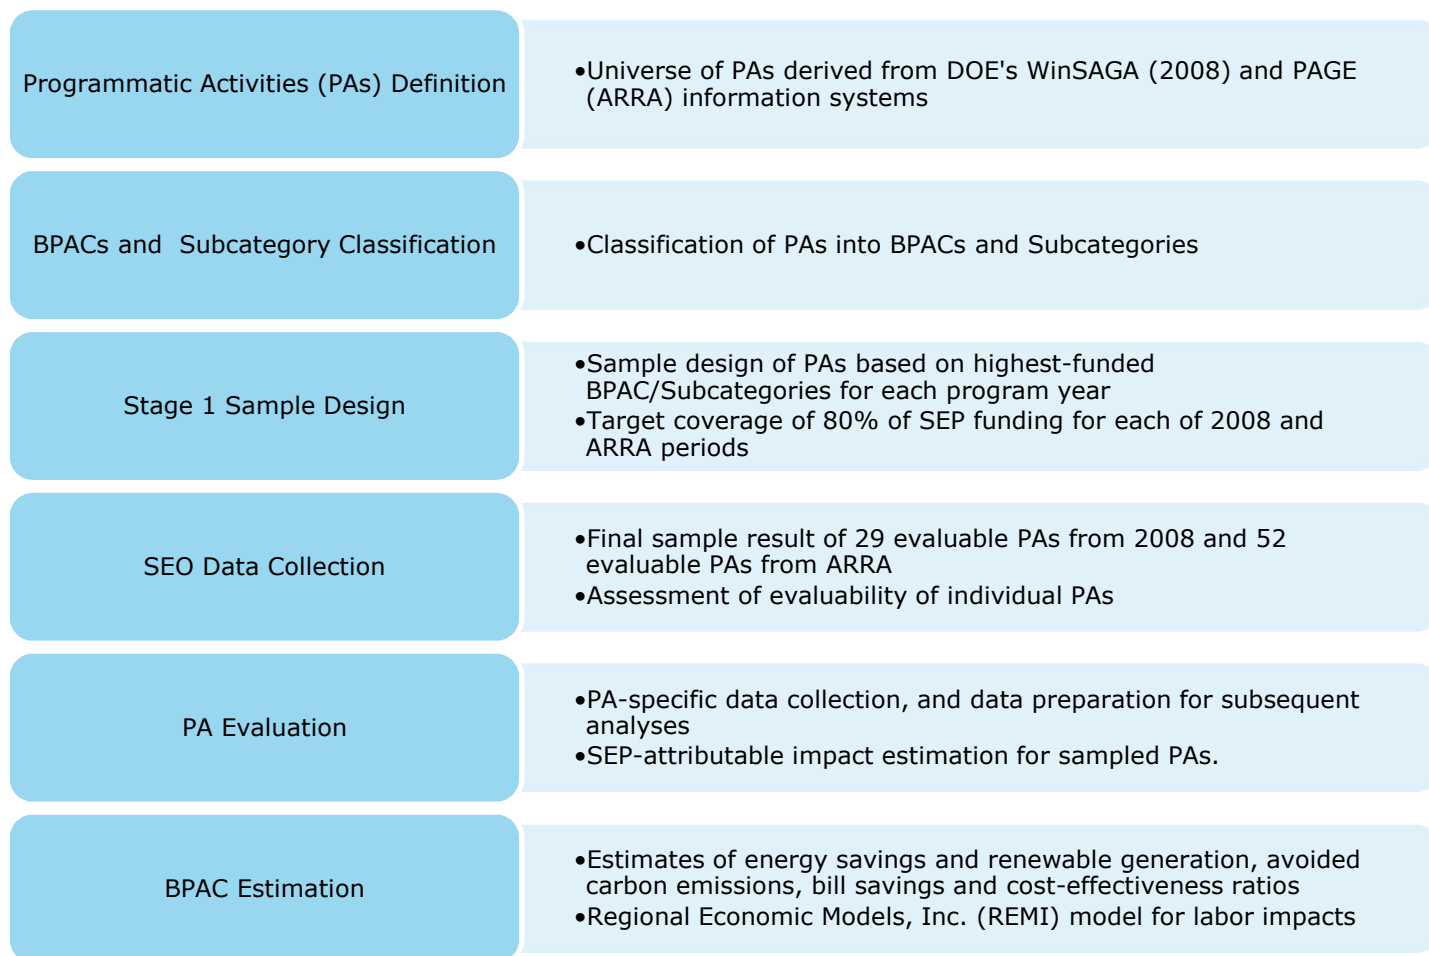 Programmatic Activities (PAs) Definition
•Universe of PAs derived from DOE's WinSAGA (2008) and PAGE
(ARRA) information systems
BPACs and  Subcategory Classification
•Classification of PAs into BPACs and Subcategories
Stage 1 Sample Design
•Sample design of PAs based on highest-funded
BPAC/Subcategories for each program year
•Target coverage of 80% of SEP funding for each of 2008 and
ARRA periods
SEO Data Collection
•Final sample result of 29 evaluable PAs from 2008 and 52
evaluable PAs from ARRA
•Assessment of evaluability of individual PAs
PA Evaluation
•PA-specific data collection, and data preparation for subsequent
analyses
•SEP-attributable impact estimation for sampled PAs.
BPAC Estimation
•Estimates of energy savings and renewable generation, avoided
carbon emissions, bill savings and cost-effectiveness ratios
•Regional Economic Models, Inc. (REMI) model for labor impacts